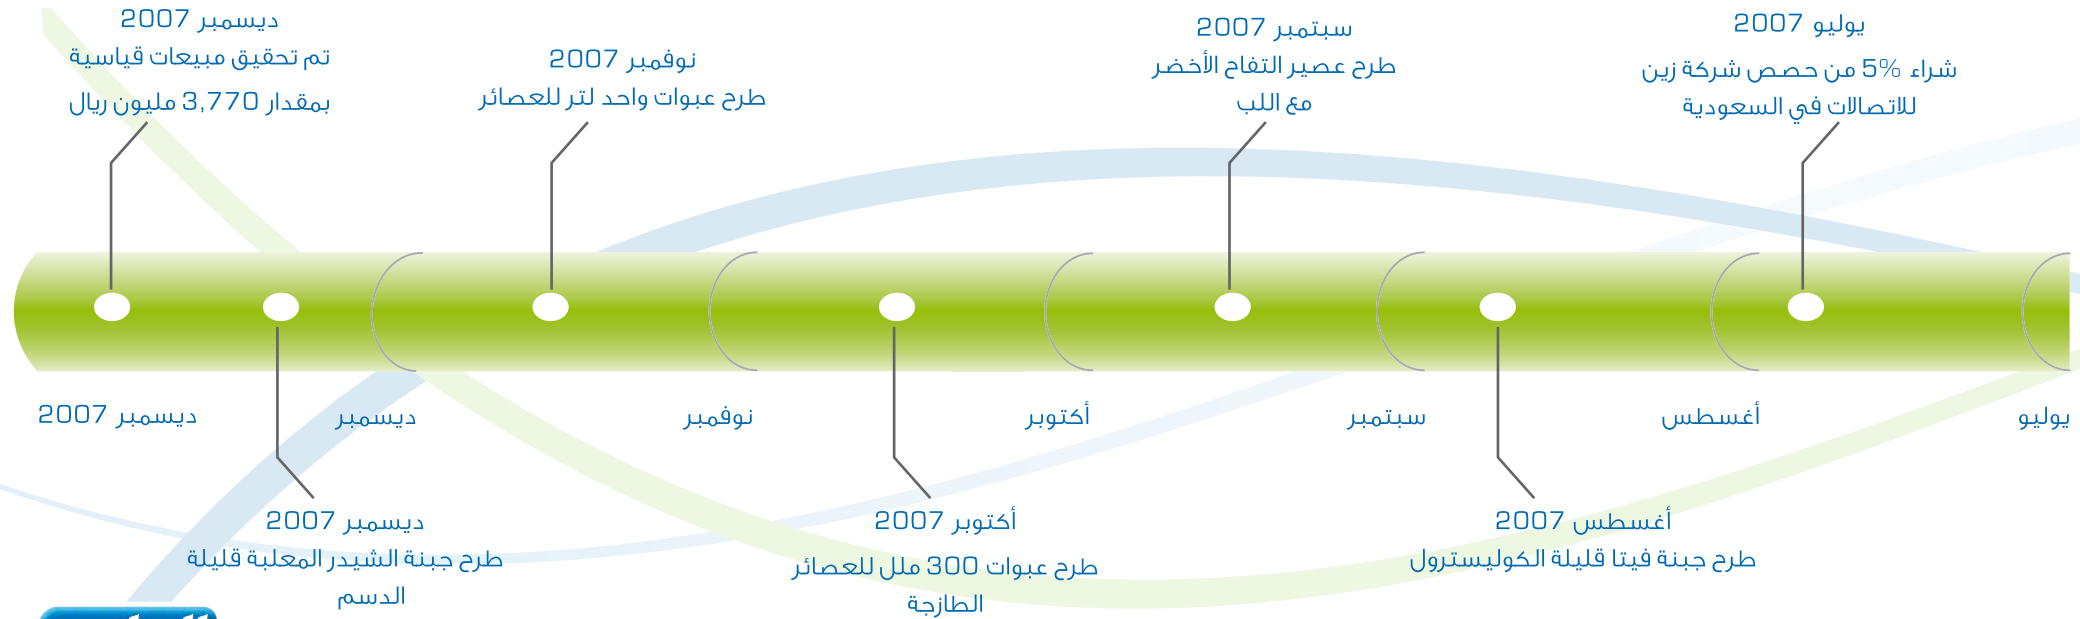 يوليو 2007
شراء 5% من حصص شركة زين
للاتصالات في السعودية
سبتمبر 2007
طرح عصير التفاح الأخضر
مع اللب
نوفمبر 2007
طرح عبوات واحد لتر للعصائر
ديسمبر 2007
تم تحقيق مبيعات قياسية
بمقدار 3,770 مليون ريال
يوليو
أغسطس
سبتمبر
أكتوبر
نوفمبر
ديسمبر
ديسمبر 2007
أغسطس 2007
طرح جبنة فيتا قليلة الكوليسترول
أكتوبر 2007
طرح عبوات 300 ملل للعصائر
الطازجة
ديسمبر 2007
طرح جبنة الشيدر المعلبة قليلة
الدسم